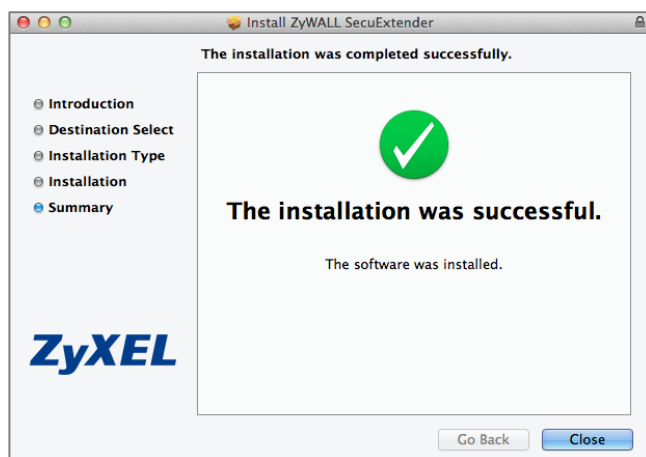 Install ZyWALL SecuExtender
The installation was completed successfully.
Introduction
Destination Select
Installation Type
Installation
Summary
The installation was successful.
The software was installed.
ZyXEL
Go Back
Close